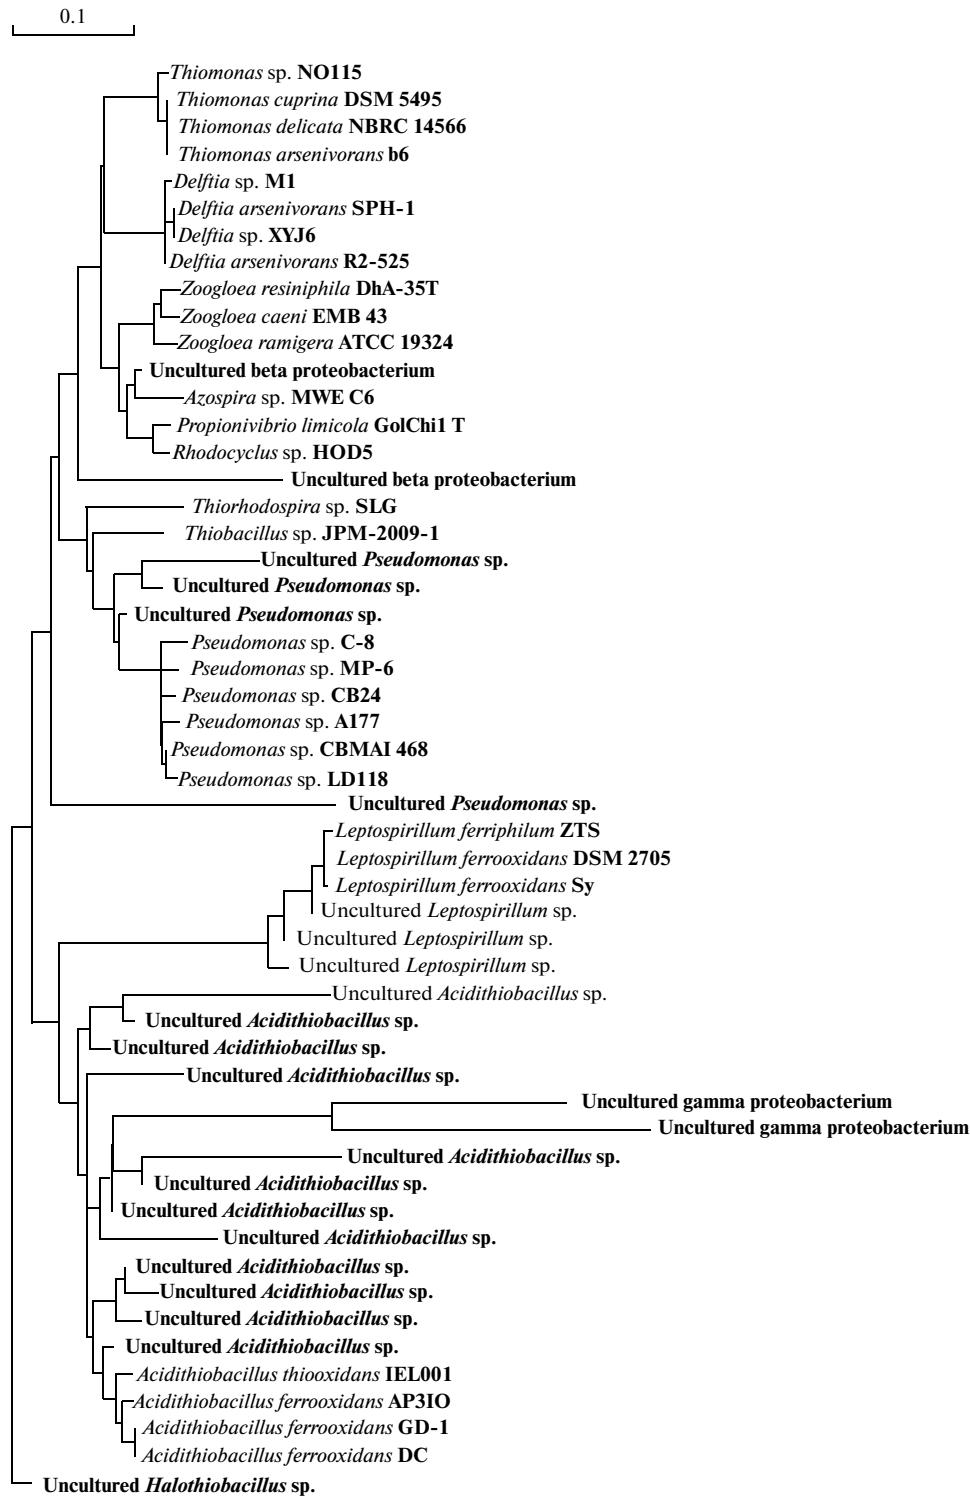 0.1
Thiomonas sp. NO115
Thiomonas cuprina DSM 5495
Thiomonas delicata NBRC 14566
Thiomonas arsenivorans b6
Delftia sp. M1
Delftia arsenivorans SPH-1
Delftia sp. XYJ6
Delftia arsenivorans R2-525
Zoogloea resiniphila DhA-35T
Zoogloea caeni EMB 43
Zoogloea ramigera ATCC 19324
Uncultured beta proteobacterium
Azospira sp. MWE C6
Propionivibrio limicola GolChi1 T
Rhodocyclus sp. HOD5
Uncultured beta proteobacterium
Thiorhodospira sp. SLG
Thiobacillus sp. JPM-2009-1
Uncultured Pseudomonas sp.
Uncultured Pseudomonas sp.
Uncultured Pseudomonas sp.
Pseudomonas sp. C-8
Pseudomonas sp. MP-6
Pseudomonas sp. CB24
Pseudomonas sp. A177
Pseudomonas sp. CBMAI 468
Pseudomonas sp. LD118
Uncultured Pseudomonas sp.
Leptospirillum ferriphilum ZTS
Leptospirillum ferrooxidans DSM 2705
Leptospirillum ferrooxidans Sy
Uncultured Leptospirillum sp.
Uncultured Leptospirillum sp.
Uncultured Leptospirillum sp.
Uncultured Acidithiobacillus sp.
Uncultured Acidithiobacillus sp.
Uncultured Acidithiobacillus sp.
Uncultured Acidithiobacillus sp.
Uncultured gamma proteobacterium
Uncultured gamma proteobacterium
Uncultured Acidithiobacillus sp.
Uncultured Acidithiobacillus sp.
Uncultured Acidithiobacillus sp.
Uncultured Acidithiobacillus sp.
Uncultured Acidithiobacillus sp.
Uncultured Acidithiobacillus sp.
Uncultured Acidithiobacillus sp.
Uncultured Acidithiobacillus sp.
Acidithiobacillus thiooxidans IEL001
Acidithiobacillus ferrooxidans AP3IO
Acidithiobacillus ferrooxidans GD-1
Acidithiobacillus ferrooxidans DC
Uncultured Halothiobacillus sp.